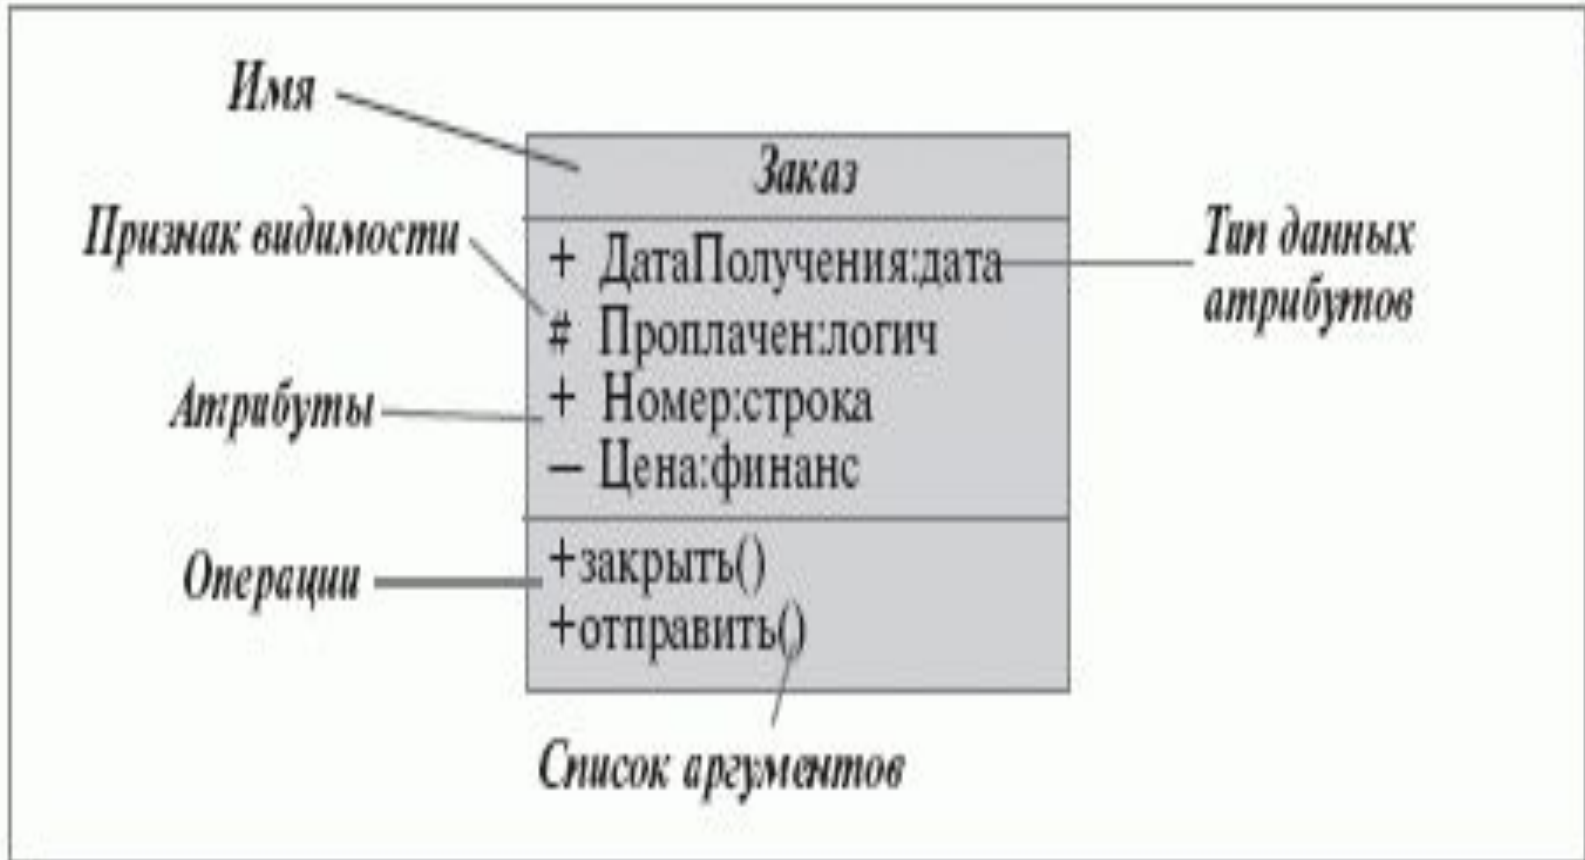 Имя
Заказ
Признак видимости
+ ДатаПолучения:дата
Тип данных
атрибутов
# Проплачен:логич
Атрибуты
+ Номер:строка
– Цена:финанс
Операции
+закрыть()
+отправить()
Список аргументов